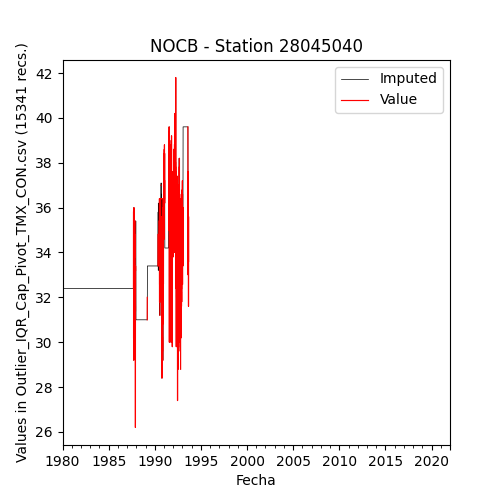 NOCB - Station 28045040
Values in Outlier_IQR_Cap_Pivot_TMX_CON.csv (15341 recs.)
42
40
38
36
34
32
30
28
26
Imputed
Value
1980 1985 1990 1995 2000 2005 2010 2015 2020
Fecha